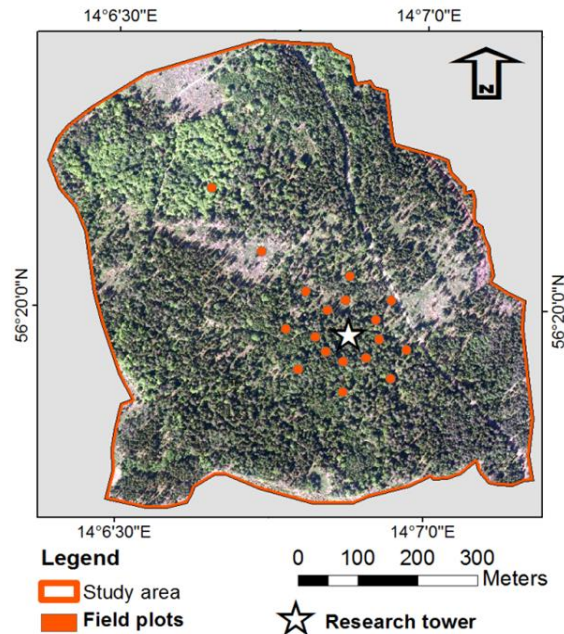 14°6'30"E 14°7'0"E
N
56°20'0"N 56°20'0"N
14°6'30"E 14°7'0"E
Legend
Study area
Field plots
0 100 200 300
Meters
Research tower